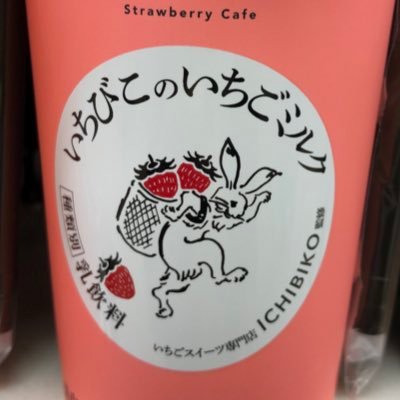 Strawberry Cafe
いちびこのいちごミルク
種類別 乳飲料
いちごスイーツ専門店 ICHIBIKO 監修